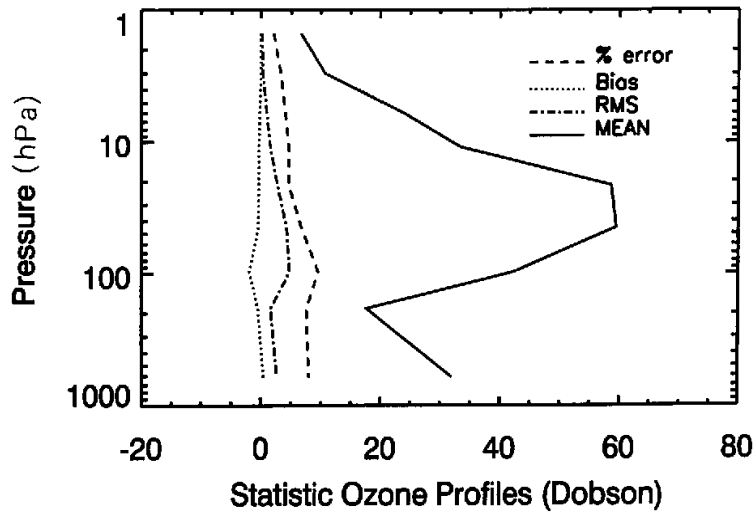 1
10
100
1000
Pressure (hPa)
% error
Bias
RMS
MEAN
-20
0
20
40
60
80
Statistic Ozone Profiles (Dobson)